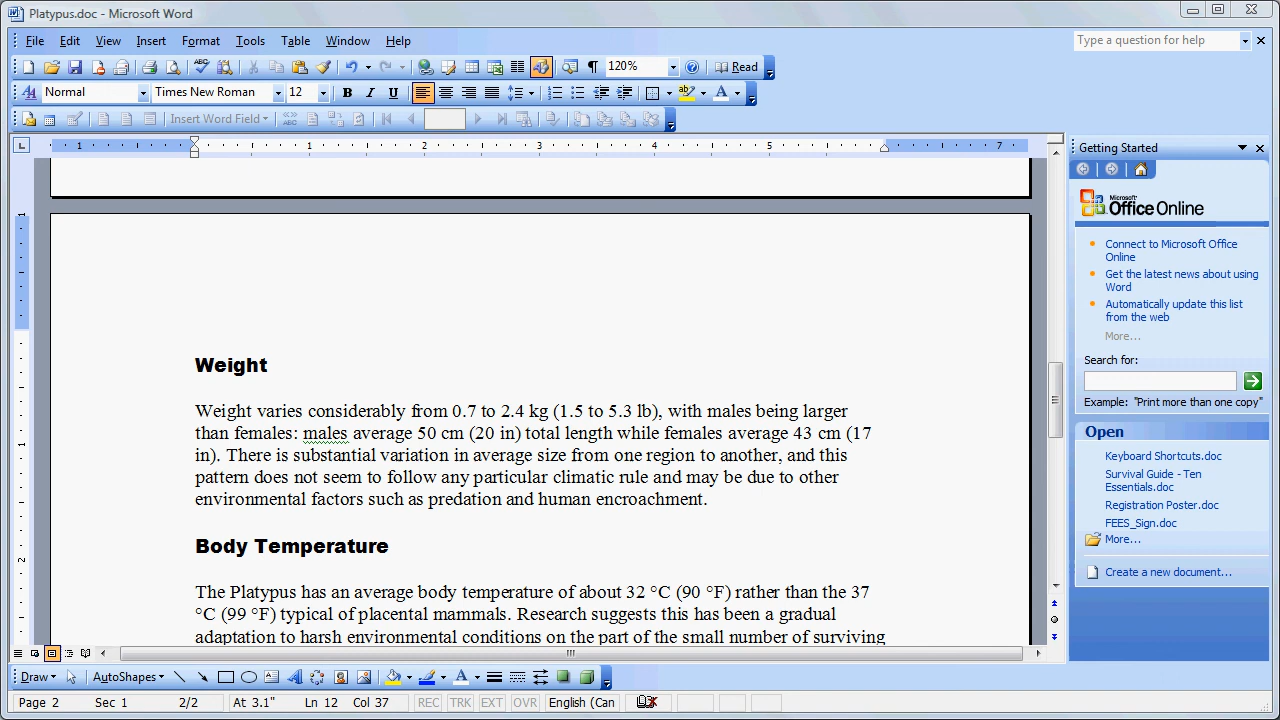 Platypus.doc - Microsoft Word
File Edit View Insert Format Tools Table Window Help
Type a question for help
120%
Read
Normal
Times New Roman
12
B I U
Insert Word Field
1 1 2 3 4 5 7
Getting Started
Microsoft
Office Online
Connect to Microsoft Office
Online
Get the latest news about using
Word
Automatically update this list
from the web
More...
Search for:
Example: "Print more than one copy"
Open
Keyboard Shortcuts.doc
Survival Guide - Ten
Essentials.doc
Registration Poster.doc
FEES_Sign.doc
More...
Create a new document...
Weight
Weight varies considerably from 0.7 to 2.4 kg (1.5 to 5.3 lb), with males being larger
than females: males average 50 cm (20 in) total length while females average 43 cm (17
in). There is substantial variation in average size from one region to another, and this
pattern does not seem to follow any particular climatic rule and may be due to other
environmental factors such as predation and human encroachment.
Body Temperature
The Platypus has an average body temperature of about 32 °C (90 °F) rather than the 37
°C (99 °F) typical of placental mammals. Research suggests this has been a gradual
adaptation to harsh environmental conditions on the part of the small number of surviving
Draw AutoShapes
Page 2 Sec 1 2/2 At 3.1" Ln 12 Col 37 REC TRK EXT OVR English (Can